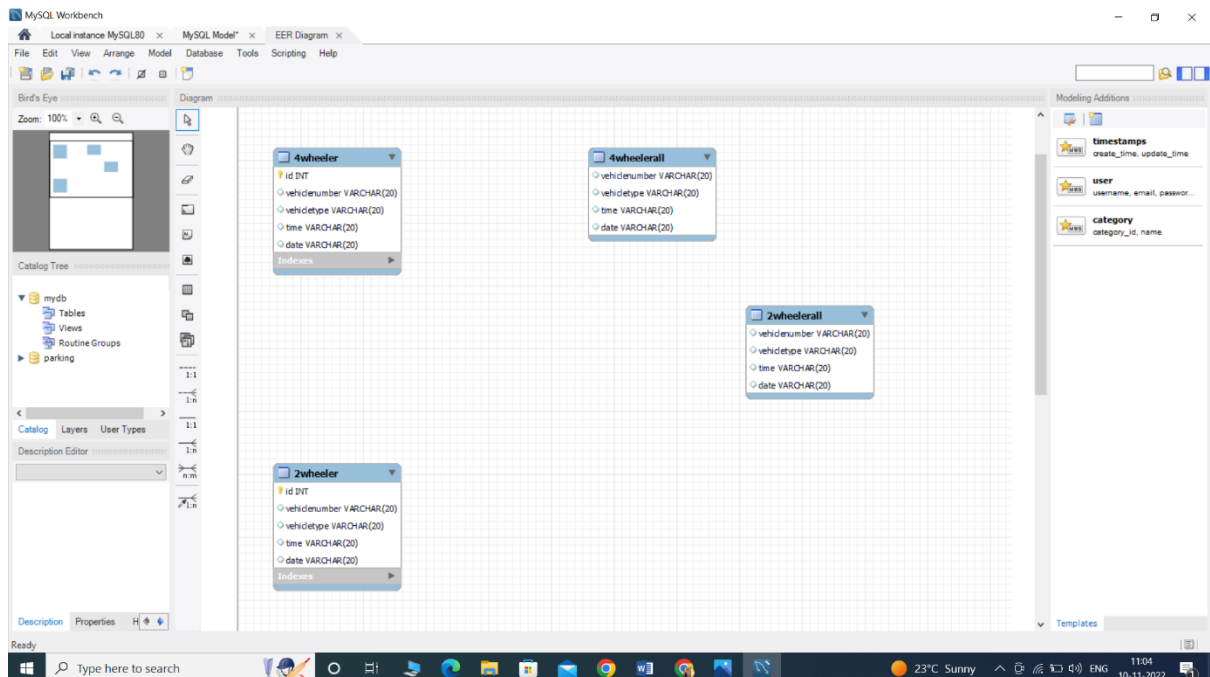 MySQL Workbench
Local instance MySQL80 × MySQL Model* × EER Diagram ×
File Edit View Arrange Model Database Tools Scripting Help
Bird's Eye
Zoom: 100%
Catalog Tree
mydb
Tables
Views
Routine Groups
parking
Catalog Layers User Types
Description Editor
Description Properties H
Diagram
1:1
1:n
1:1
1:n
n:m
1:n
4wheeler
id INT
vehiclenumber VARCHAR(20)
vehicletype VARCHAR(20)
time VARCHAR(20)
date VARCHAR(20)
Indexes
4wheelerall
vehiclenumber VARCHAR(20)
vehicletype VARCHAR(20)
time VARCHAR(20)
date VARCHAR(20)
2wheelerall
vehiclenumber VARCHAR(20)
vehicletype VARCHAR(20)
time VARCHAR(20)
date VARCHAR(20)
2wheeler
id INT
vehiclenumber VARCHAR(20)
vehicletype VARCHAR(20)
time VARCHAR(20)
date VARCHAR(20)
Indexes
Modeling Additions
timestamps
create_time, update_time
user
username, email, passwor...
category
category_id, name
Templates
Ready
Type here to search
23°C Sunny
ENG
11:04
10-11-2022